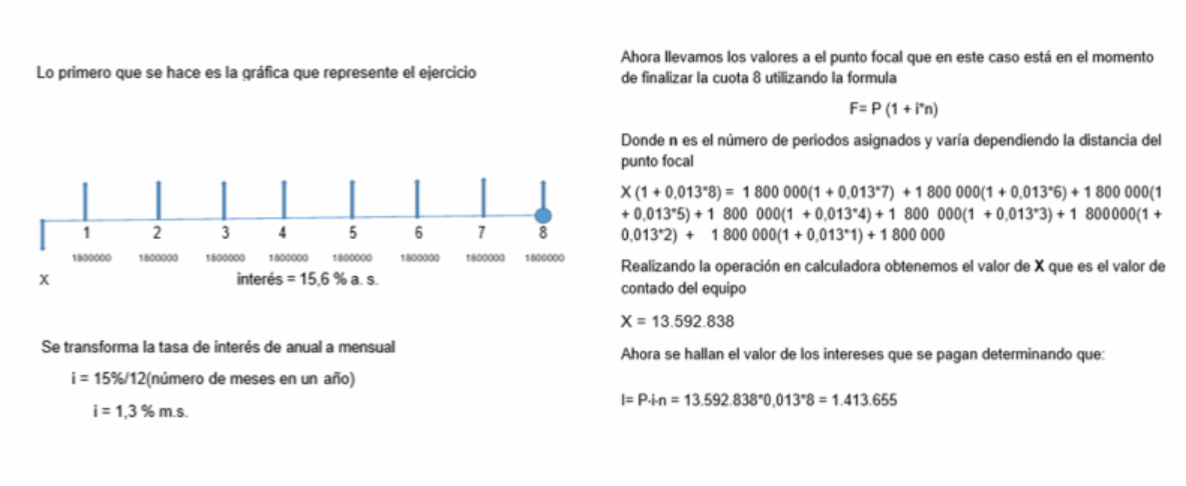 Lo primero que se hace es la gráfica que represente el ejercicio
1 2 3 4 5 6 7 8
1800000 1800000 1800000 1800000 1800000 1800000 1800000 1800000
X interés = 15,6 % a. s.
Se transforma la tasa de interés de anual a mensual
i = 15%/12(número de meses en un año)
i = 1,3 % m.s.
Ahora llevamos los valores a el punto focal que en este caso está en el momento
de finalizar la cuota 8 utilizando la formula
F= P (1 + i*n)
Donde n es el número de periodos asignados y varía dependiendo la distancia del
punto focal
X (1 + 0,013*8) = 1 800 000(1 + 0,013*7) + 1 800 000(1 + 0,013*6) + 1 800 000(1
+ 0,013*5) + 1 800 000(1 + 0,013*4) + 1 800 000(1 + 0,013*3) + 1 800000(1 +
0,013*2) + 1 800 000(1 + 0,013*1) + 1 800 000
Realizando la operación en calculadora obtenemos el valor de X que es el valor de
contado del equipo
X = 13.592.838
Ahora se hallan el valor de los intereses que se pagan determinando que:
I= P·i·n = 13.592.838*0,013*8 = 1.413.655